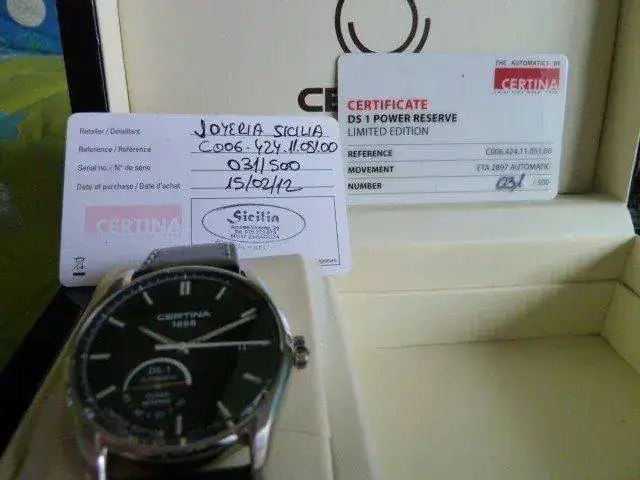 CE
THE AUTOMATICS BY
CERTINA
CERTIFICATE
DS 1 POWER RESERVE
LIMITED EDITION
REFERENCE C006.424.11.051.00
MOVEMENT ETA 2897 AUTOMATIC
NUMBER 031 / 500
Retailer / Détaillant JOYERIA SICILIA
Reference / Référence C006.424.11.051.00
Serial no. / N° de série 031/500
Date of purchase / Date d'achat 15/02/12
CERTINA
Sicilia
CERTINA
1888
DS-1